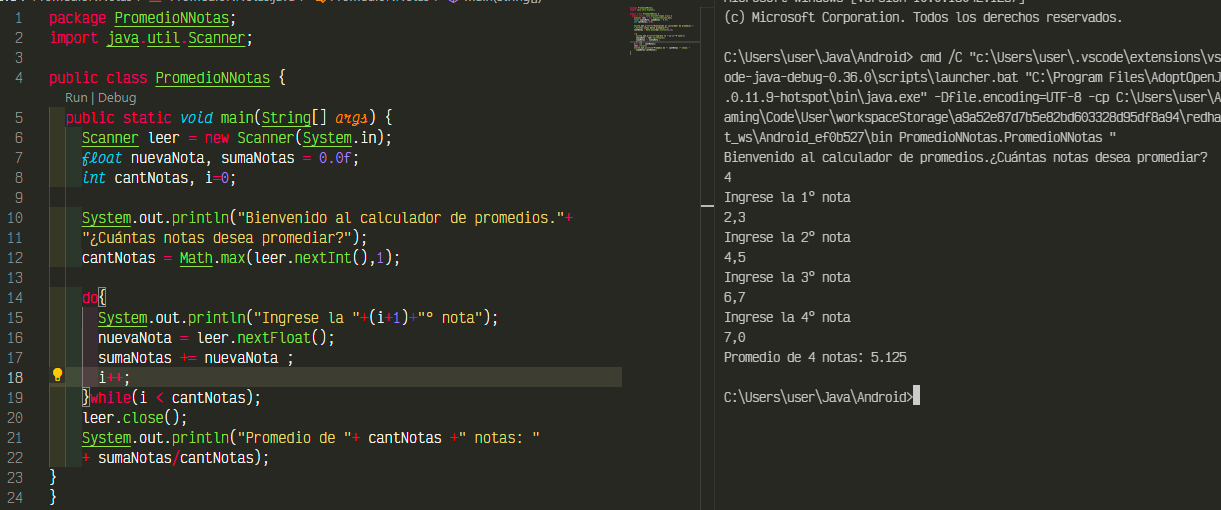 1 package PromedioNNotas;
2 import java.util.Scanner;
3
4 public class PromedioNNotas {
Run | Debug
5 public static void main(String[] args) {
6 Scanner leer = new Scanner(System.in);
7 float nuevaNota, sumaNotas = 0.0f;
8 int cantNotas, i=0;
9
10 System.out.println("Bienvenido al calculador de promedios."+
11 "¿Cuántas notas desea promediar?");
12 cantNotas = Math.max(leer.nextInt(),1);
13
14 do{
15 System.out.println("Ingrese la "+(i+1)+"° nota");
16 nuevaNota = leer.nextFloat();
17 sumaNotas += nuevaNota ;
18 i++;
19 }while(i < cantNotas);
20 leer.close();
21 System.out.println("Promedio de "+ cantNotas +" notas: "
22 + sumaNotas/cantNotas);
23 }
24 }
(c) Microsoft Corporation. Todos los derechos reservados.
C:\Users\user\Java\Android> cmd /C "c:\Users\user\.vscode\extensions\vs
ode-java-debug-0.36.0\scripts\launcher.bat "C:\Program Files\AdoptOpenJ
.0.11.9-hotspot\bin\java.exe" -Dfile.encoding=UTF-8 -cp C:\Users\user\A
aming\Code\User\workspaceStorage\a9a52e87d7b5e82bd603328d95df8a94\redha
t_ws\Android_ef0b527\bin PromedioNNotas.PromedioNNotas "
Bienvenido al calculador de promedios.¿Cuántas notas desea promediar?
4
Ingrese la 1° nota
2,3
Ingrese la 2° nota
4,5
Ingrese la 3° nota
6,7
Ingrese la 4° nota
7,0
Promedio de 4 notas: 5.125
C:\Users\user\Java\Android>